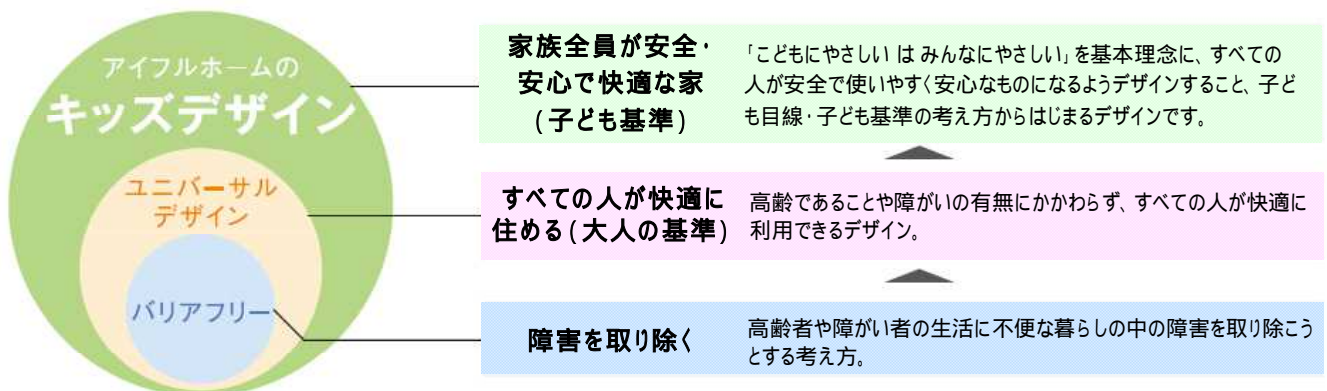 アイフルホームの
キッズデザイン
ユニバーサル
デザイン
バリアフリー
家族全員が安全・
安心で快適な家
(子ども基準)
「こどもにやさしい は みんなにやさしい」を基本理念に、すべての
人が安全で使いやすく安心なものになるようデザインすること、子ど
も目線・子ども基準の考え方からはじまるデザインです。
すべての人が快適に
住める(大人の基準)
高齢であることや障がいの有無にかかわらず、すべての人が快適に
利用できるデザイン。
障害を取り除く
高齢者や障がい者の生活に不便な暮らしの中の障害を取り除こう
とする考え方。